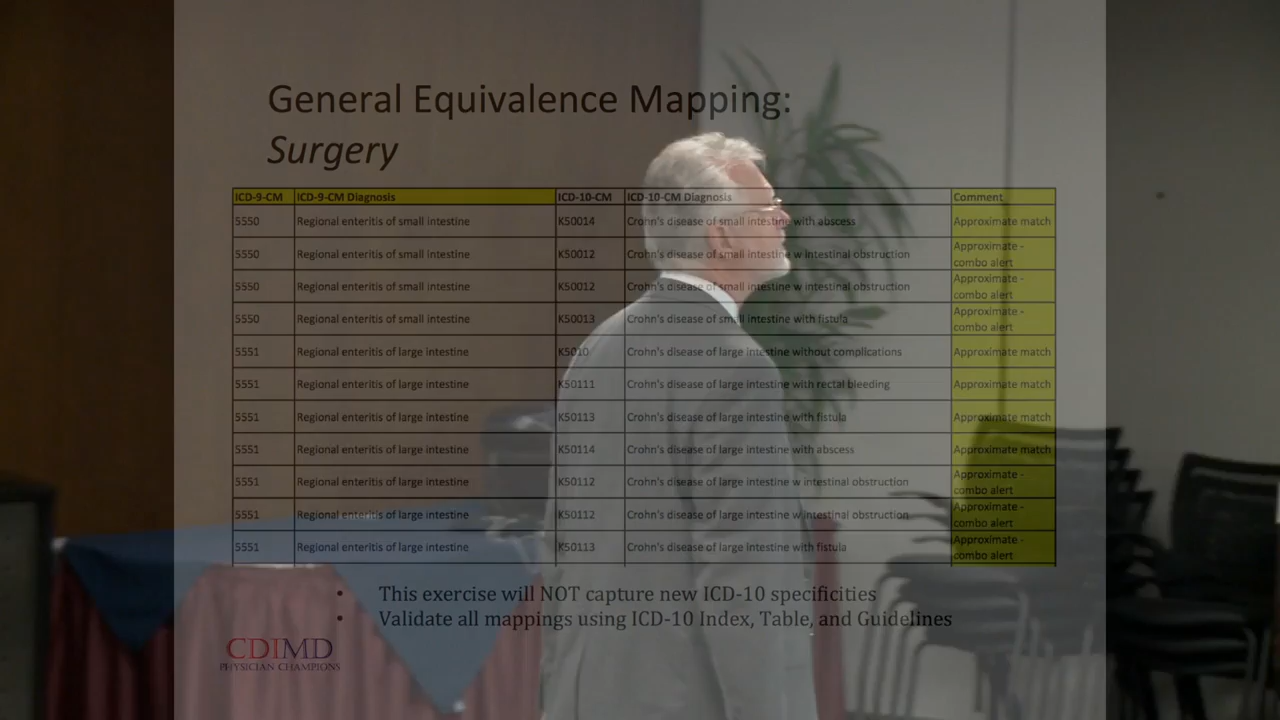 General Equivalence Mapping:
Surgery
ICD-9-CM ICD-9-CM Diagnosis ICD-10-CM ICD-10-CM Diagnosis Comment
5550 Regional enteritis of small intestine K50014 Crohn's disease of small intestine with abscess Approximate match
5550 Regional enteritis of small intestine K50012 Crohn's disease of small intestine w intestinal obstruction Approximate - combo alert
5550 Regional enteritis of small intestine K50012 Crohn's disease of small intestine w intestinal obstruction Approximate - combo alert
5550 Regional enteritis of small intestine K50013 Crohn's disease of small intestine with fistula Approximate - combo alert
5551 Regional enteritis of large intestine K5010 Crohn's disease of large intestine without complications Approximate match
5551 Regional enteritis of large intestine K50111 Crohn's disease of large intestine with rectal bleeding Approximate match
5551 Regional enteritis of large intestine K50113 Crohn's disease of large intestine with fistula Approximate match
5551 Regional enteritis of large intestine K50114 Crohn's disease of large intestine with abscess Approximate match
5551 Regional enteritis of large intestine K50112 Crohn's disease of large intestine w intestinal obstruction Approximate - combo alert
5551 Regional enteritis of large intestine K50112 Crohn's disease of large intestine w intestinal obstruction Approximate - combo alert
5551 Regional enteritis of large intestine K50113 Crohn's disease of large intestine with fistula Approximate - combo alert
• This exercise will NOT capture new ICD-10 specificities
• Validate all mappings using ICD-10 Index, Table, and Guidelines
CDIMD
PHYSICIAN CHAMPIONS